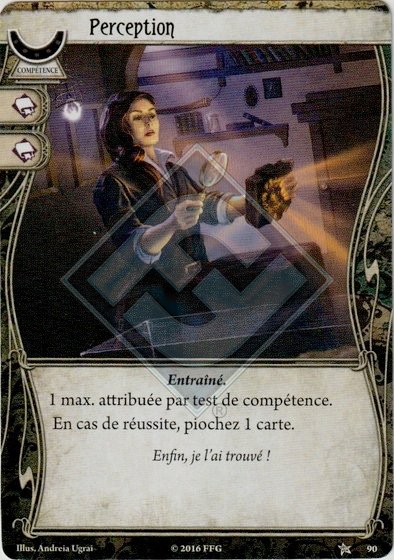 Perception
COMPÉTENCE
Entraîné.
1 max. attribuée par test de compétence.
En cas de réussite, piochez 1 carte.
Enfin, je l'ai trouvé !
Illus. Andreia Ugrai
© 2016 FFG
90